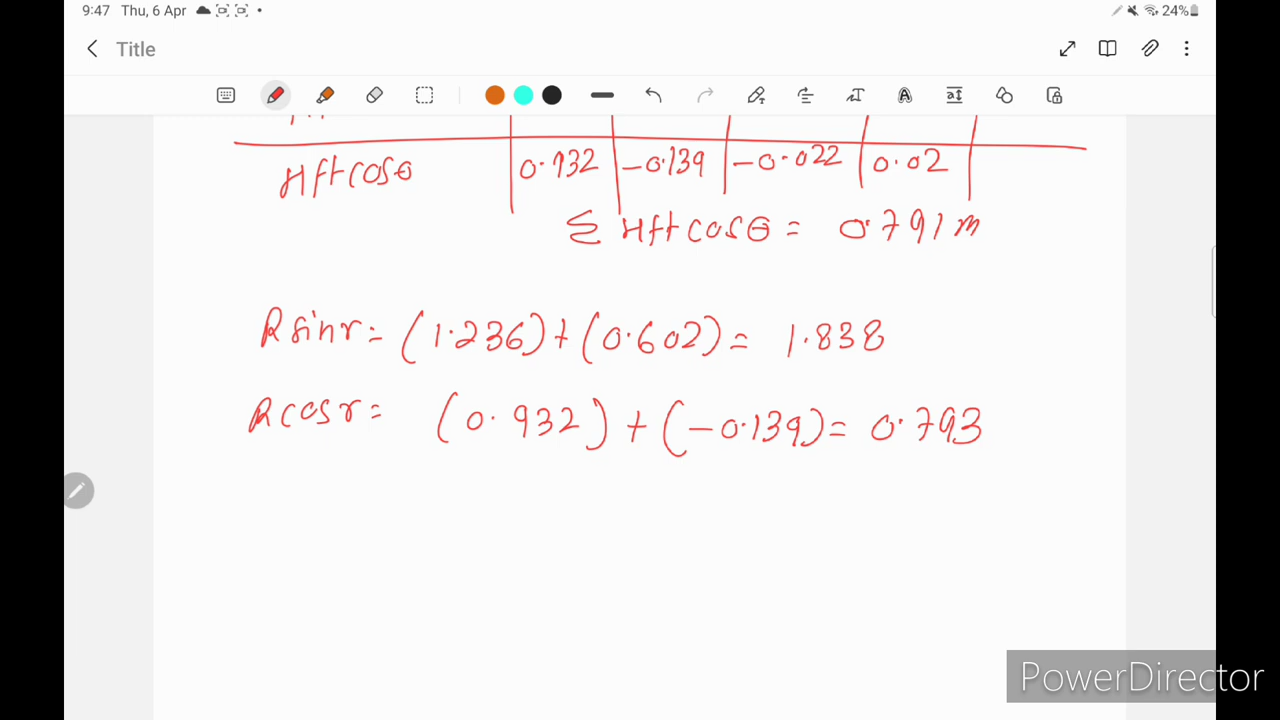 9:47 Thu, 6 Apr 24%
Title
Hftcosθ 0.932 -0.139 -0.022 0.02
Σ Hftcosθ = 0.791m
Rsinr = (1.236)+(0.602) = 1.838
Rcosr = (0.932)+(-0.139) = 0.793
PowerDirector